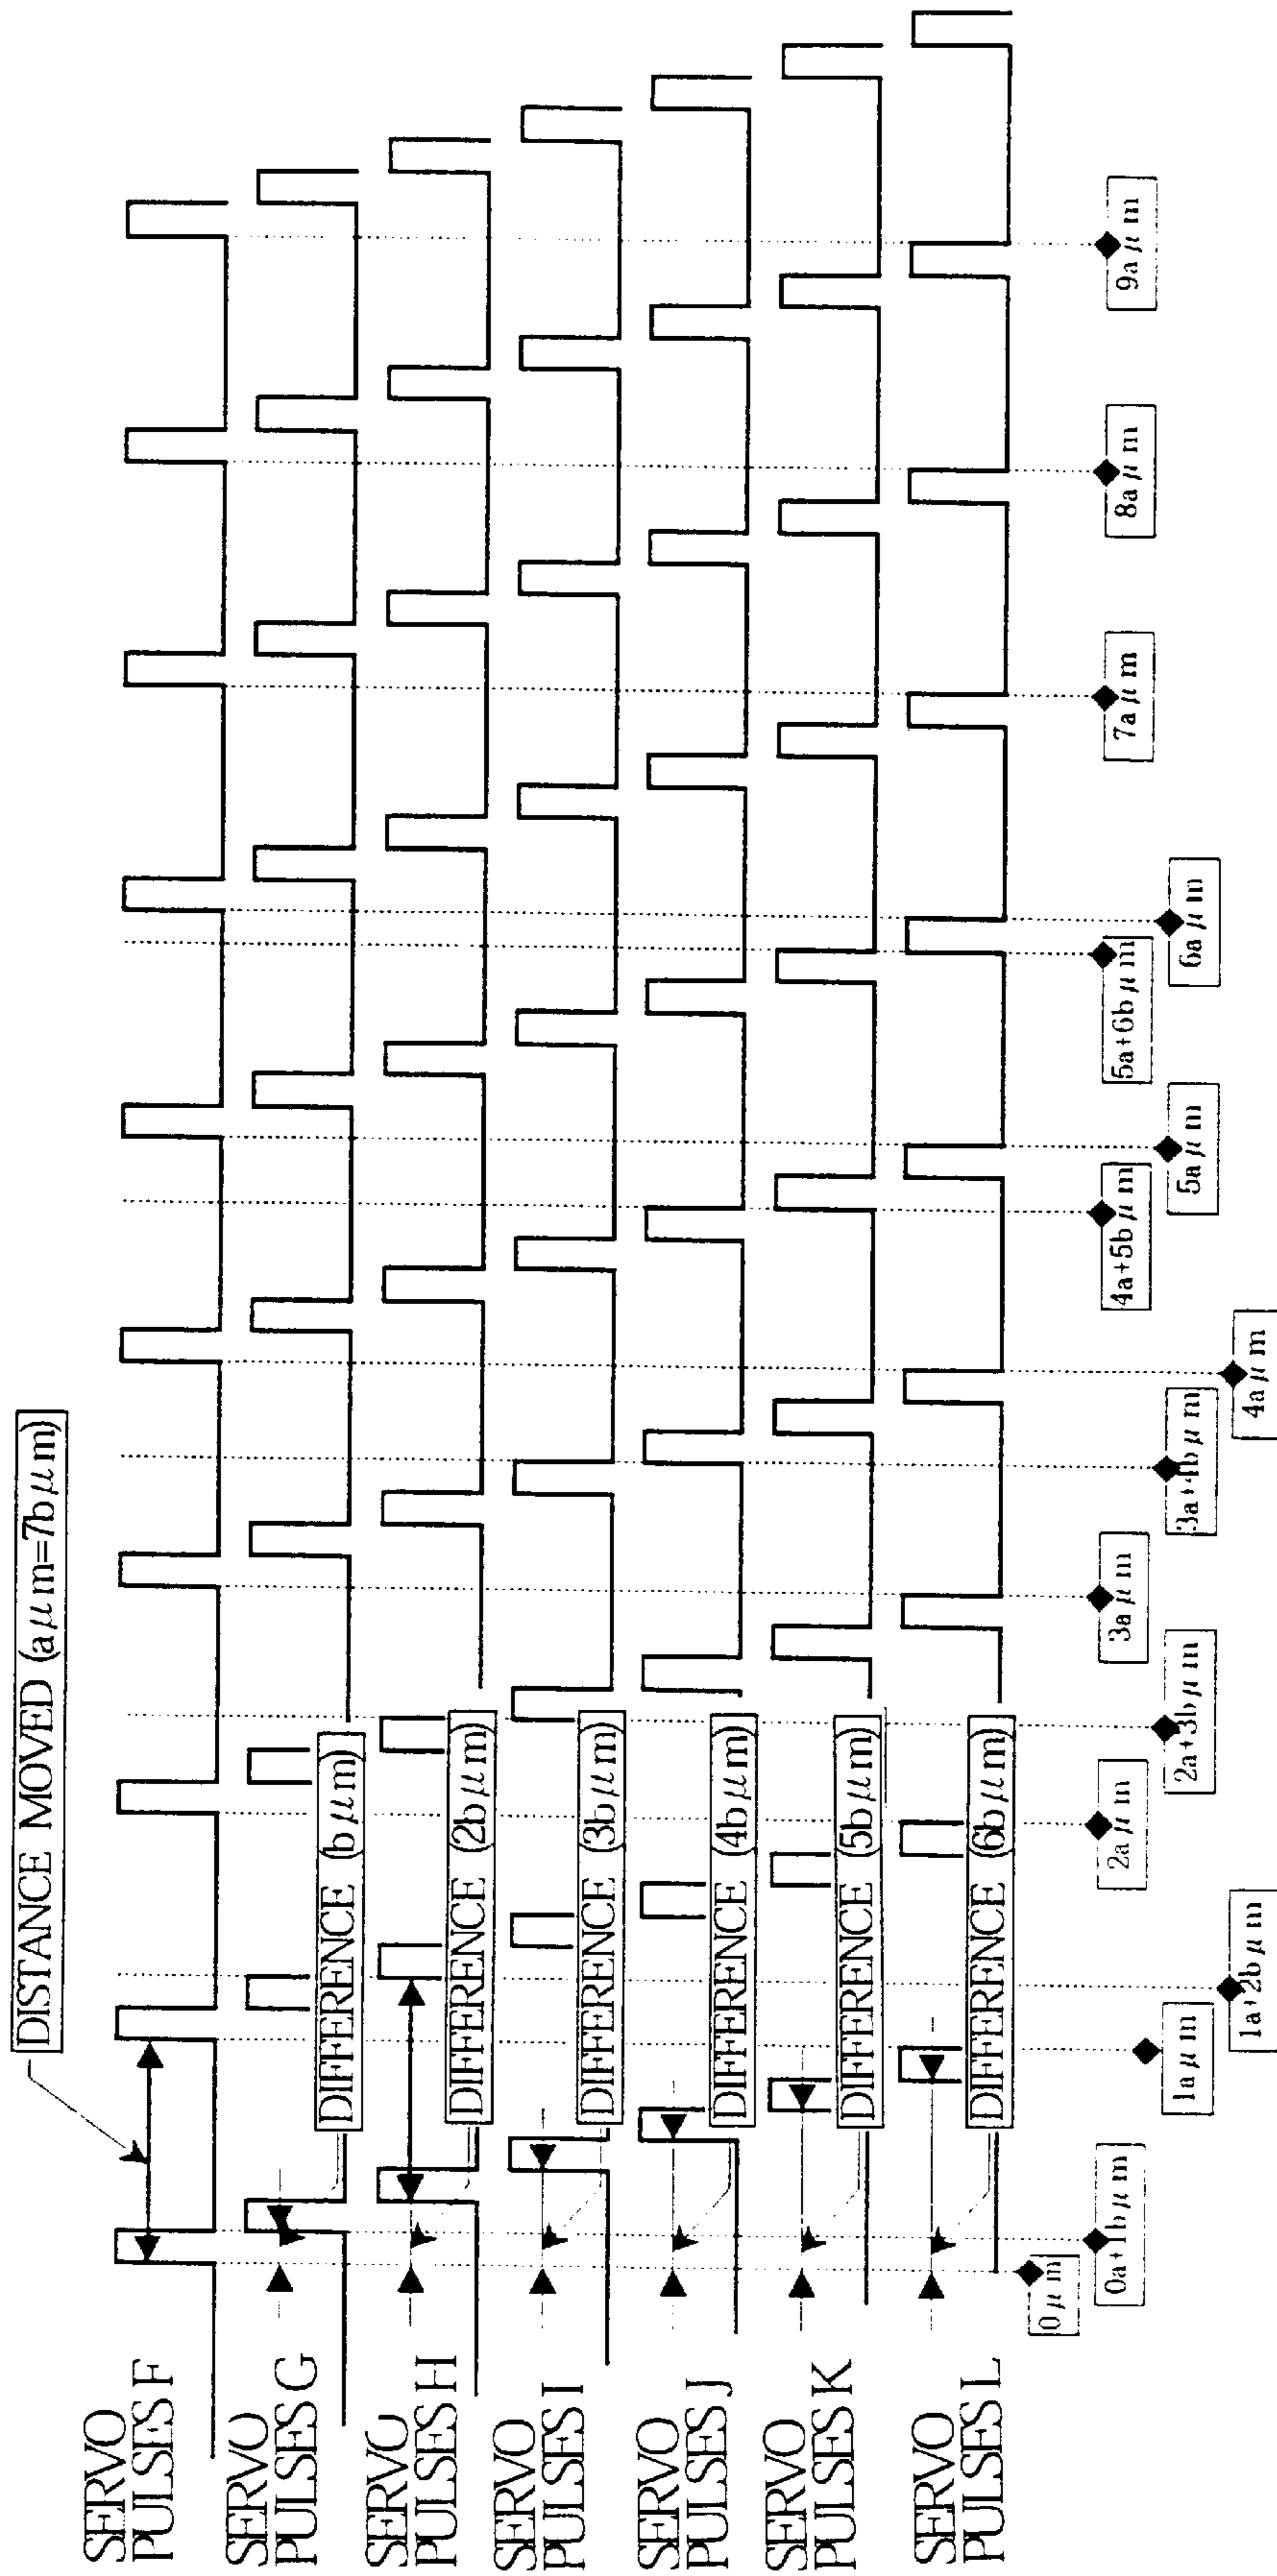 DISTANCE MOVED (aμm=7bμm)
SERVO
PULSES F
SERVO
PULSES G
DIFFERENCE (bμm)
SERVO
PULSES H
DIFFERENCE (2bμm)
SERVO
PULSES I
DIFFERENCE (3bμm)
SERVO
PULSES J
DIFFERENCE (4bμm)
SERVO
PULSES K
DIFFERENCE (5bμm)
SERVO
PULSES L
DIFFERENCE (6bμm)
0μm
0a+1bμm
1aμm
1a+2bμm
2aμm
2a+3bμm
3aμm
3a+4bμm
4aμm
4a+5bμm
5aμm
5a+6bμm
6aμm
7aμm
8aμm
9aμm